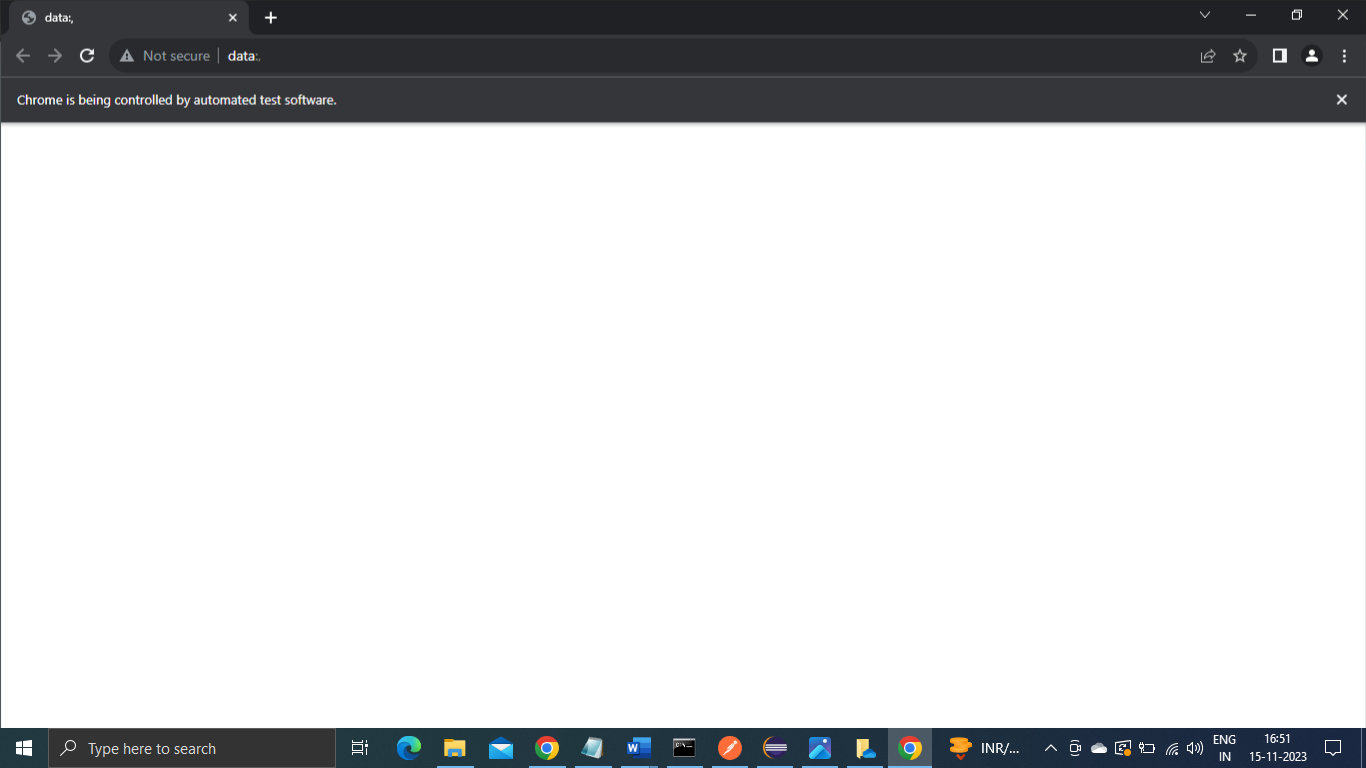 data:,
Not secure
data:,
Chrome is being controlled by automated test software.
Type here to search
INR/...
ENG
IN
16:51
15-11-2023